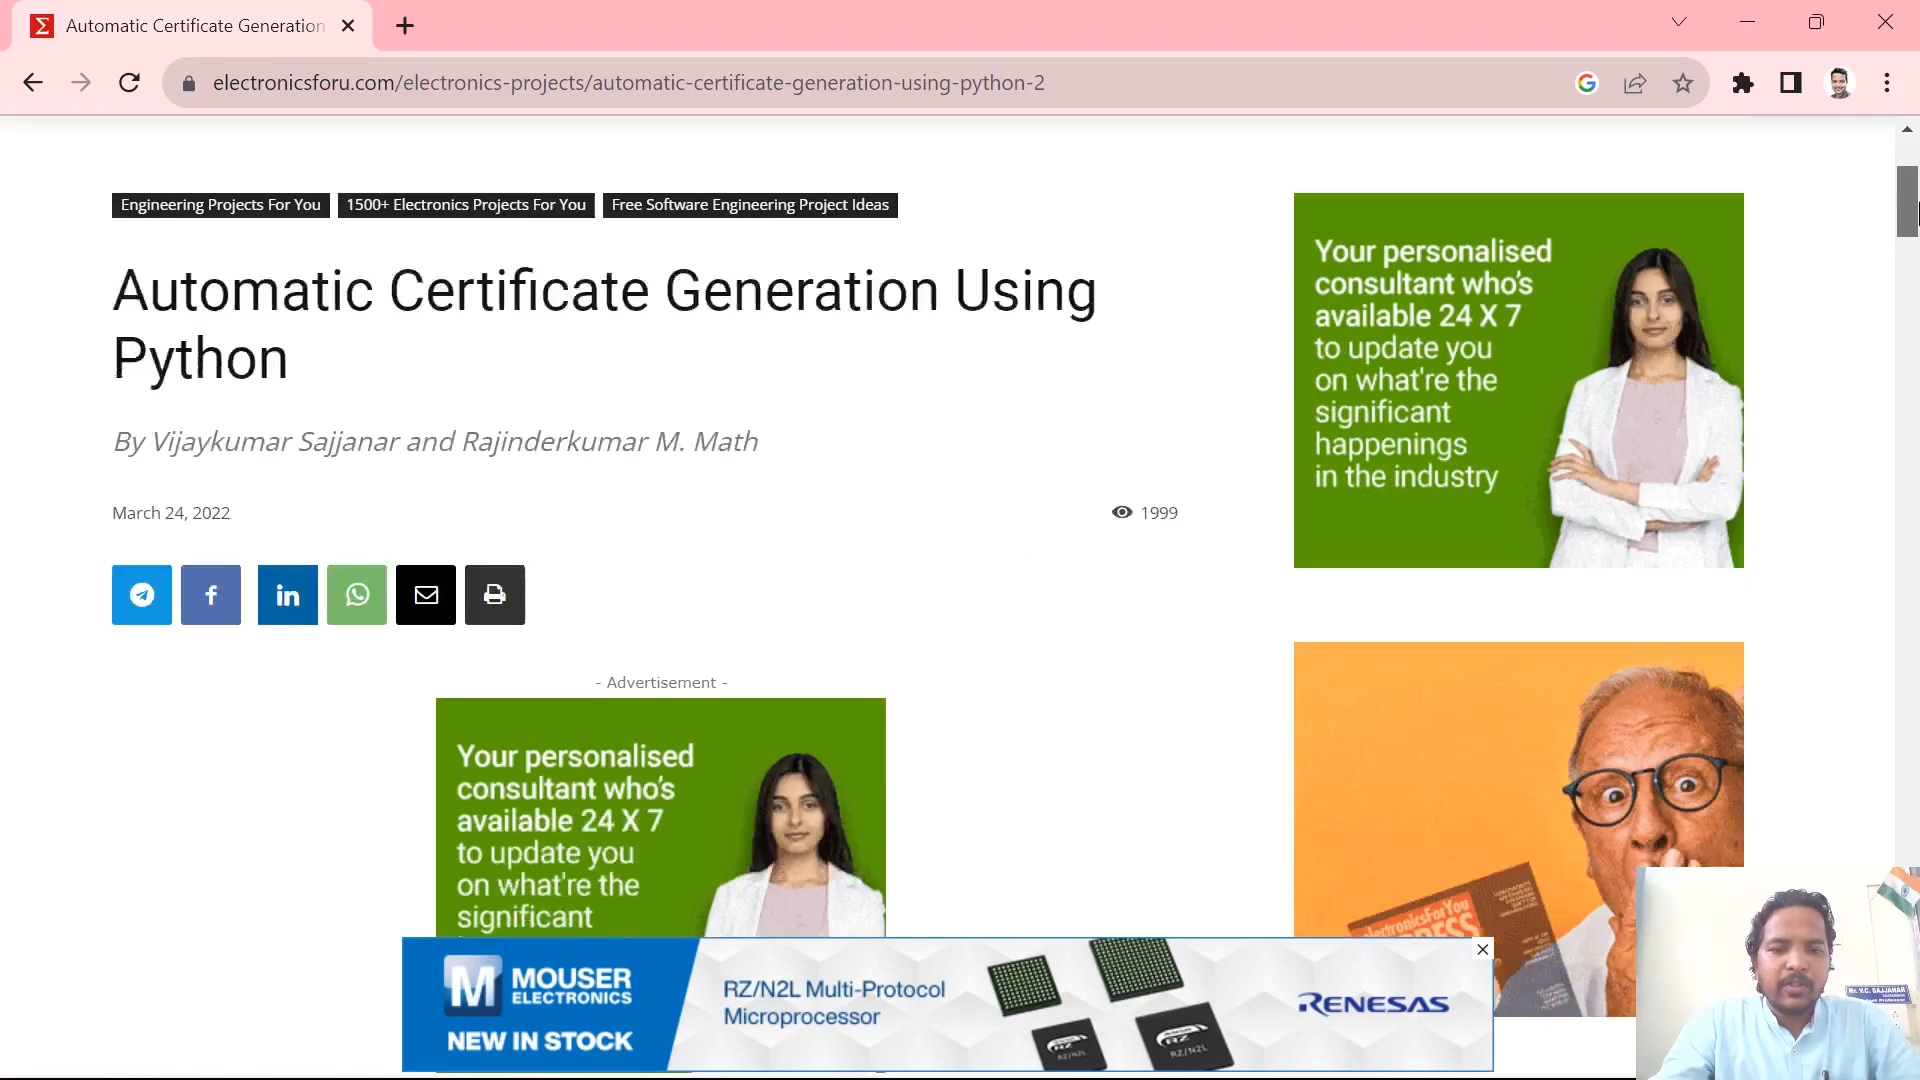 Automatic Certificate Generation
electronicsforu.com/electronics-projects/automatic-certificate-generation-using-python-2
Engineering Projects For You
1500+ Electronics Projects For You
Free Software Engineering Project Ideas
Automatic Certificate Generation Using
Python
By Vijaykumar Sajjanar and Rajinderkumar M. Math
March 24, 2022
1999
- Advertisement -
Your personalised
consultant who's
available 24 X 7
to update you
on what're the
significant
Your personalised
consultant who's
available 24 X 7
to update you
on what're the
significant
happenings
in the industry
electronicsForYou
MOUSER
ELECTRONICS
NEW IN STOCK
RZ/N2L Multi-Protocol
Microprocessor
RZ
RZ/N2L
RZ/N2L
RENESAS
Mr. V.C. SAJJANAR